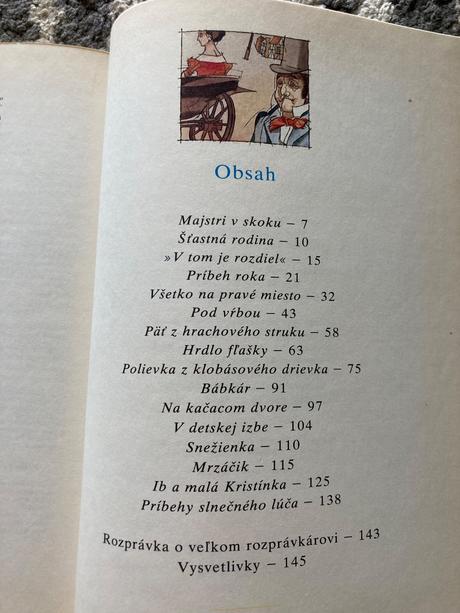 Obsah
Majstri v skoku – 7
Šťastná rodina – 10
»V tom je rozdiel« – 15
Príbeh roka – 21
Všetko na pravé miesto – 32
Pod vŕbou – 43
Päť z hrachového struku – 58
Hrdlo fľašky – 63
Polievka z klobásového drievka – 75
Bábkár – 91
Na kačacom dvore – 97
V detskej izbe – 104
Snežienka – 110
Mrzáčik – 115
Ib a malá Kristínka – 125
Príbehy slnečného lúča – 138
Rozprávka o veľkom rozprávkárovi – 143
Vysvetlivky – 145